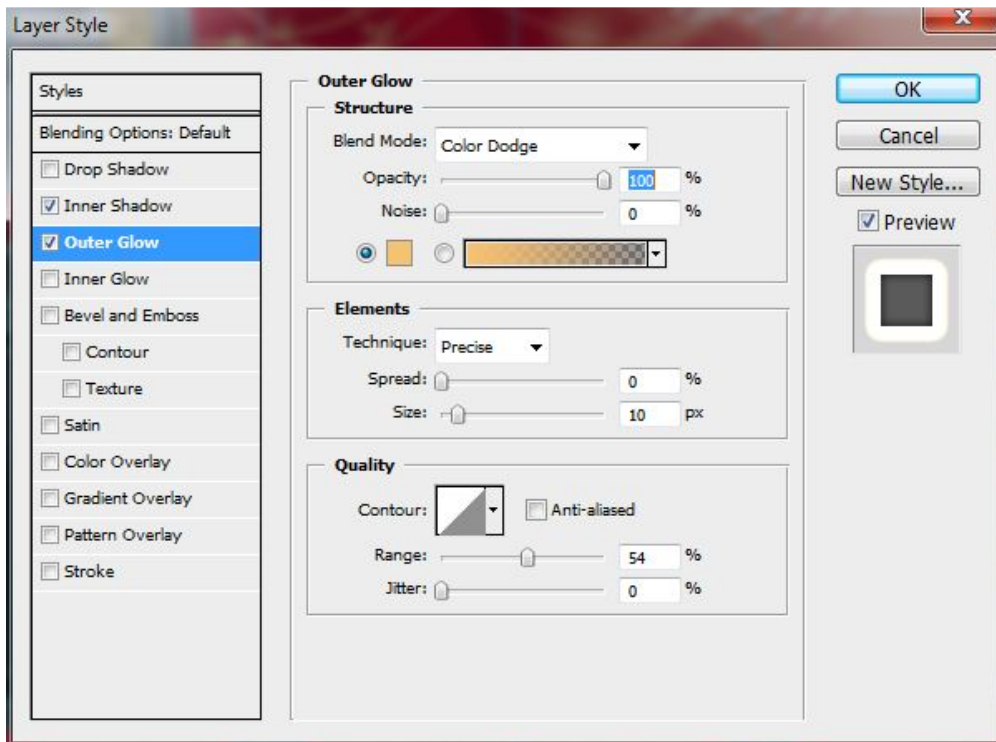 Layer Style
X
Styles
Blending Options: Default
Drop Shadow
Inner Shadow
Outer Glow
Inner Glow
Bevel and Emboss
Contour
Texture
Satin
Color Overlay
Gradient Overlay
Pattern Overlay
Stroke
Outer Glow
Structure
Blend Mode: Color Dodge
Opacity: 100 %
Noise: 0 %
Elements
Technique: Precise
Spread: 0 %
Size: 10 px
Quality
Contour: Anti-aliased
Range: 54 %
Jitter: 0 %
OK
Cancel
New Style...
Preview